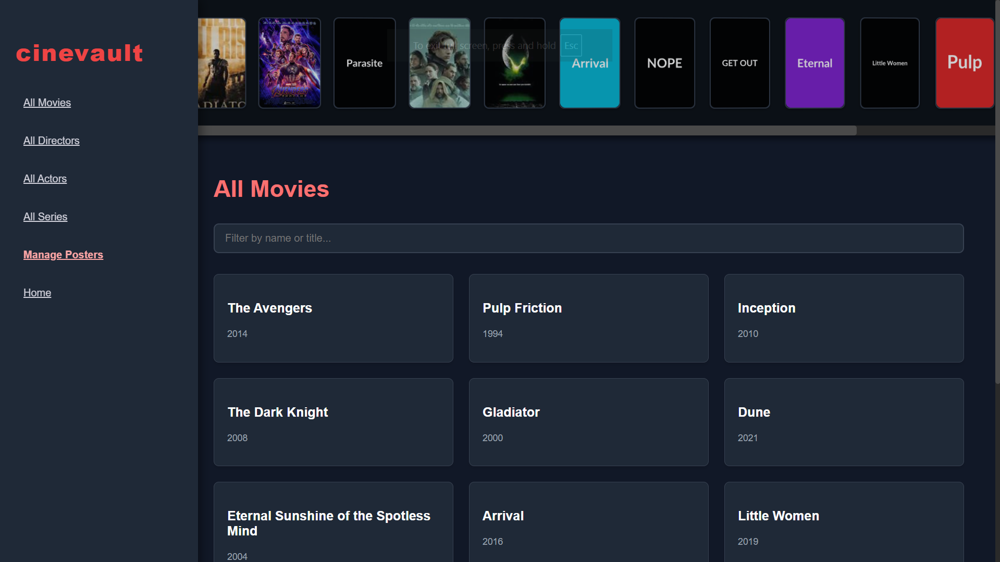 cinevault
All Movies
All Directors
All Actors
All Series
Manage Posters
Home
AVENGERS
ENDGAME
Parasite
To exit full screen, press and hold Esc
Arrival
NOPE
GET OUT
Eternal
Little Women
Pulp
All Movies
Filter by name or title...
The Avengers
2014
Pulp Friction
1994
Inception
2010
The Dark Knight
2008
Gladiator
2000
Dune
2021
Eternal Sunshine of the Spotless
Mind
2004
Arrival
2016
Little Women
2019